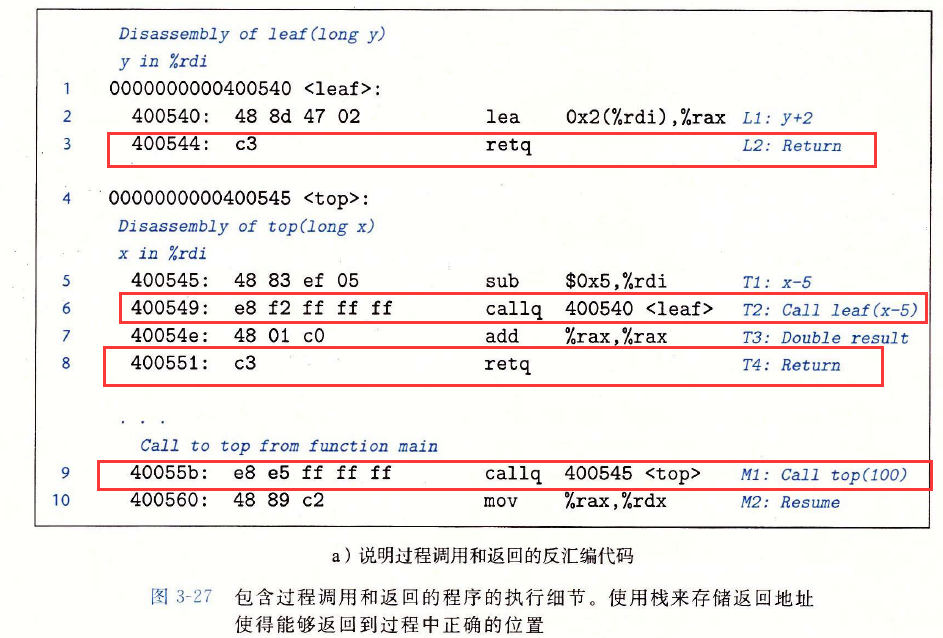 Disassembly of leaf(long y)
y in %rdi
1 0000000000400540 <leaf>:
2 400540: 48 8d 47 02 lea 0x2(%rdi),%rax L1: y+2
3 400544: c3 retq L2: Return
4 0000000000400545 <top>:
Disassembly of top(long x)
x in %rdi
5 400545: 48 83 ef 05 sub $0x5,%rdi T1: x-5
6 400549: e8 f2 ff ff ff callq 400540 <leaf> T2: Call leaf(x-5)
7 40054e: 48 01 c0 add %rax,%rax T3: Double result
8 400551: c3 retq T4: Return
. . .
Call to top from function main
9 40055b: e8 e5 ff ff ff callq 400545 <top> M1: Call top(100)
10 400560: 48 89 c2 mov %rax,%rdx M2: Resume
a）说明过程调用和返回的反汇编代码
图 3-27 包含过程调用和返回的程序的执行细节。使用栈来存储返回地址
使得能够返回到过程中正确的位置